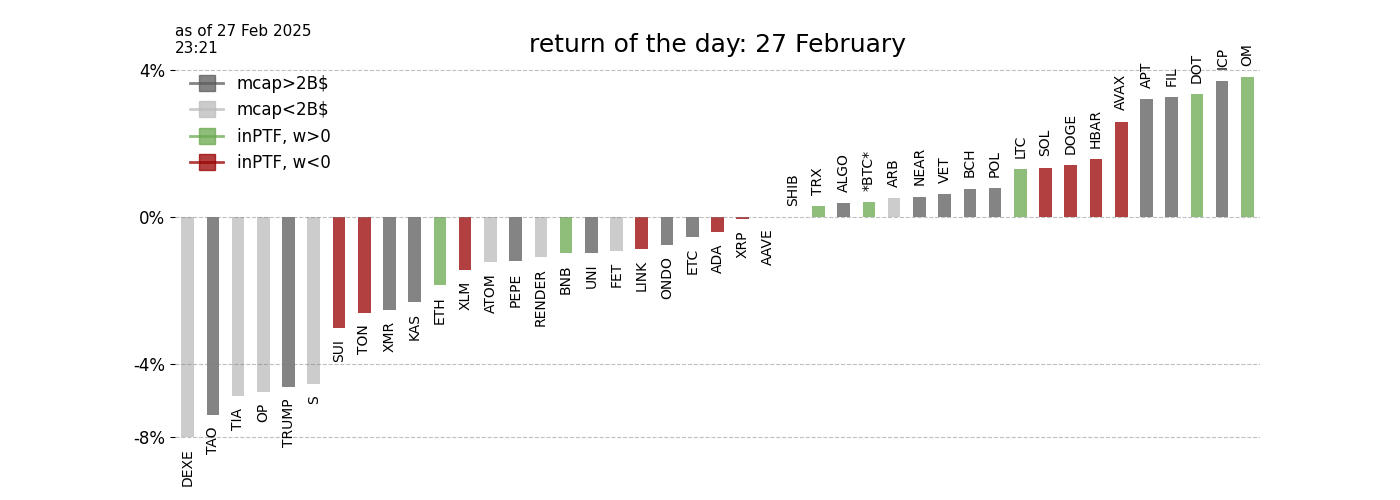 as of 27 Feb 2025
23:21
return of the day: 27 February
4%
0%
-4%
-8%
mcap>2B$
mcap<2B$
inPTF, w>0
inPTF, w<0
DEXE
TAO
TIA
OP
TRUMP
S
SUI
TON
XMR
KAS
ETH
XLM
ATOM
PEPE
RENDER
BNB
UNI
FET
LINK
ONDO
ETC
ADA
XRP
AAVE
SHIB
TRX
ALGO
*BTC*
ARB
NEAR
VET
BCH
POL
LTC
SOL
DOGE
HBAR
AVAX
APT
FIL
DOT
ICP
OM